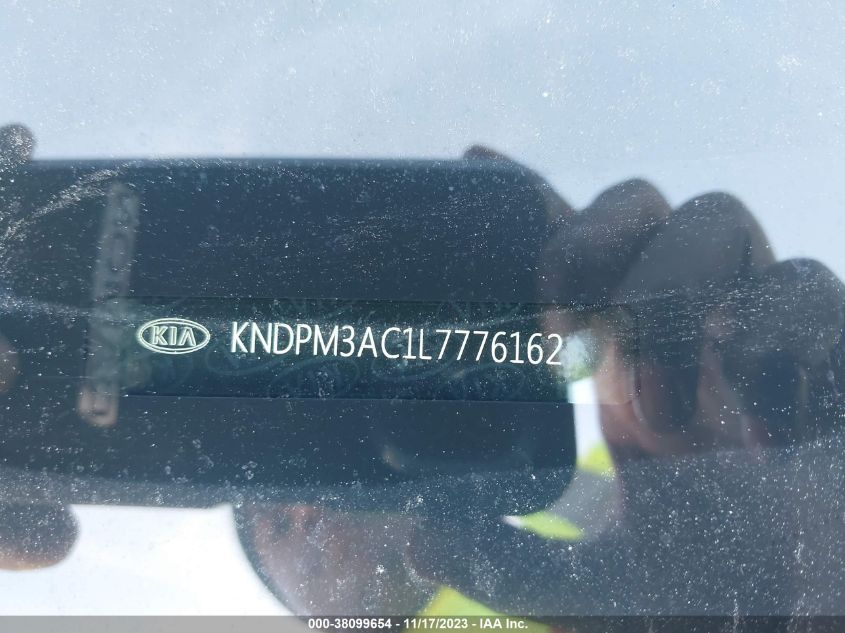 KIA KNDPM3AC1L7776162
000-38099654 - 11/17/2023 - IAA Inc.